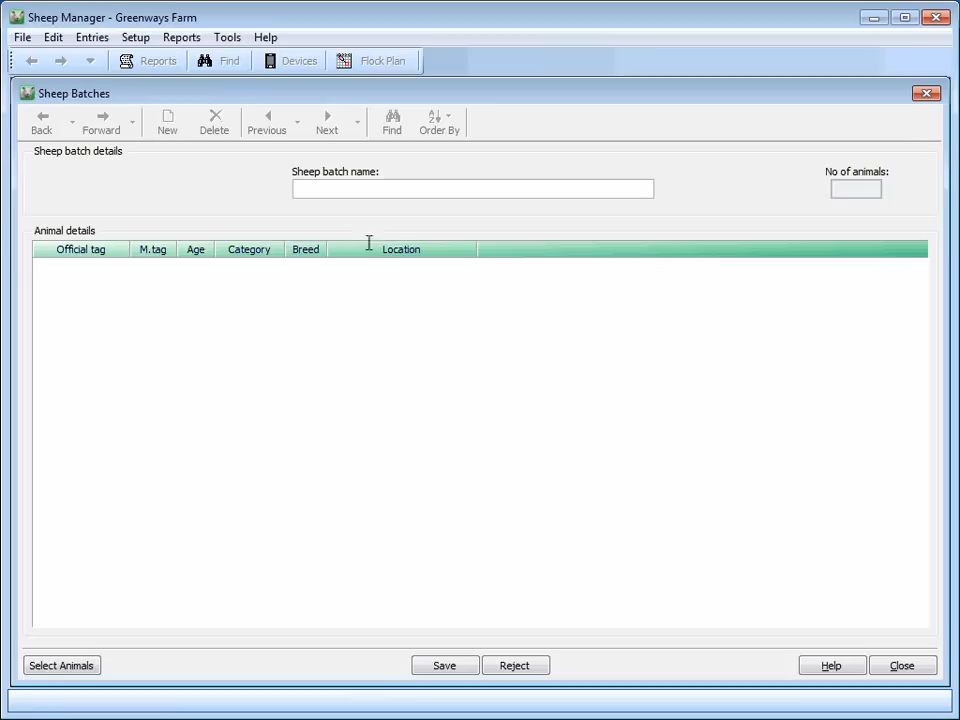 Sheep Manager - Greenways Farm
File Edit Entries Setup Reports Tools Help
Reports Find Devices Flock Plan
Sheep Batches
Back Forward New Delete Previous Next Find Order By
Sheep batch details
Sheep batch name: No of animals:
Animal details
Official tag M.tag Age Category Breed Location
Select Animals Save Reject Help Close